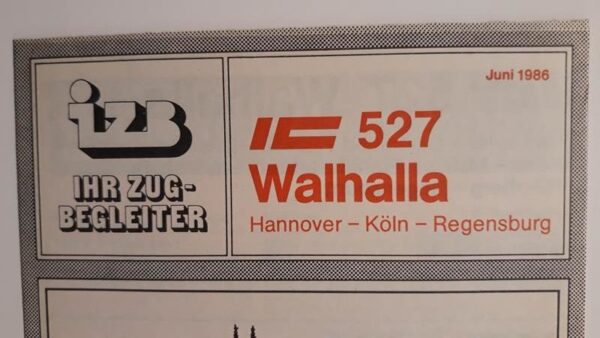 izb
IHR ZUG-
BEGLEITER
Juni 1986
IC 527
Walhalla
Hannover – Köln – Regensburg